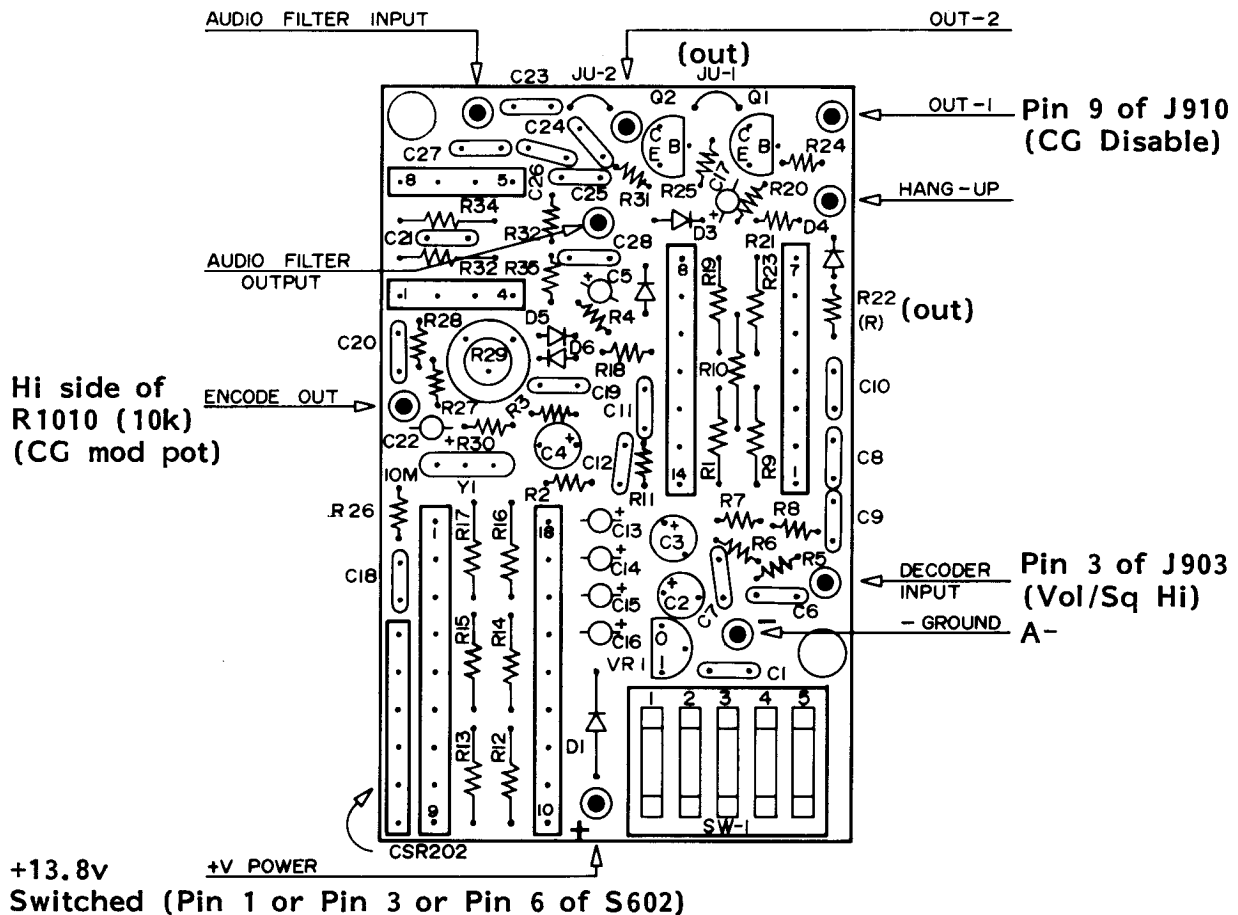 AUDIO FILTER INPUT
OUT-2
(out)
C23
JU-2
JU-1
Q2
Q1
OUT-1
Pin 9 of J910
(CG Disable)
C24
C
E
B
C
E
B
R24
C27
8
5
C26
C25
R31
R25
C17
+
R20
HANG-UP
R34
C21
R32
D3
R21
D4
C28
R32
R35
AUDIO FILTER
OUTPUT
+
C5
8
R19
R23
7
1
4
R28
D5
R4
R22
(R)
(out)
C20
R29
D6
R18
R10
Hi side of
R1010 (10k)
(CG mod pot)
ENCODE OUT
R27
R3
C19
C11
C10
C22
+
R30
+
C4
C12
R1
R9
C8
10M
Y1
R2
R11
14
1
R26
R17
R16
1
18
+
C13
+
C3
R7
R8
C9
R6
R5
+
C14
C18
+
C2
C7
C6
DECODER
INPUT
Pin 3 of J903
(Vol/Sq Hi)
+
C15
R15
R14
+
C16
O
I
-
-GROUND
A-
VR1
C1
1
2
3
4
5
R13
R12
D1
9
10
+
SW-1
CSR202
+13.8v
+V POWER
Switched (Pin 1 or Pin 3 or Pin 6 of S602)